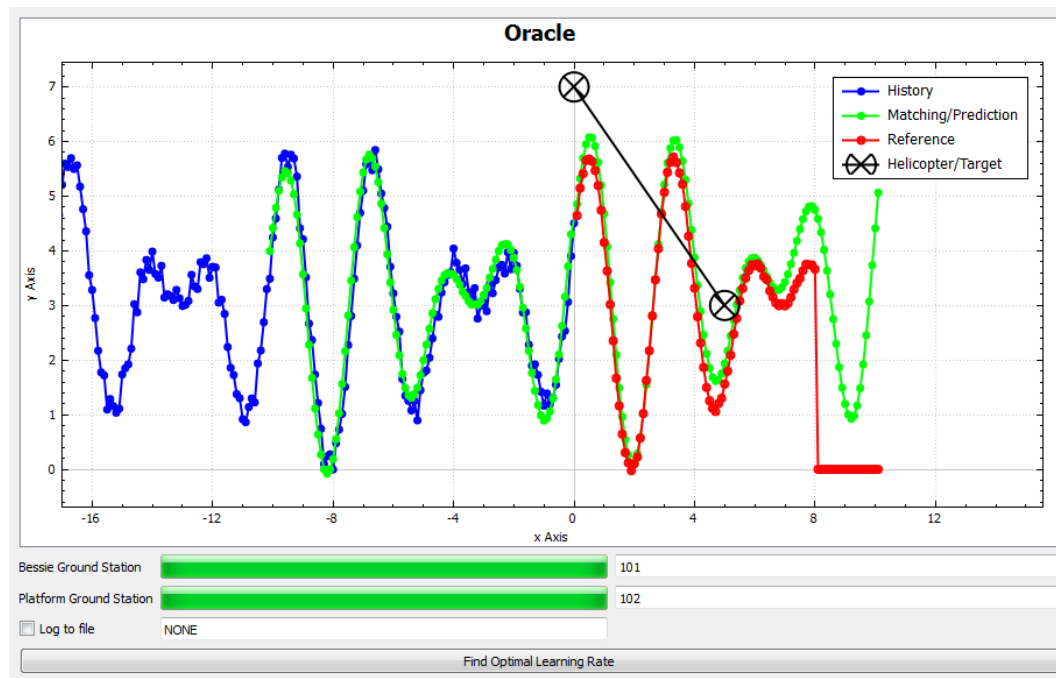 Oracle
7
6
5
4
3
2
1
0
y Axis
-16 -12 -8 -4 0 4 8 12
x Axis
History
Matching/Prediction
Reference
Helicopter/Target
Bessie Ground Station 101
Platform Ground Station 102
Log to file NONE
Find Optimal Learning Rate